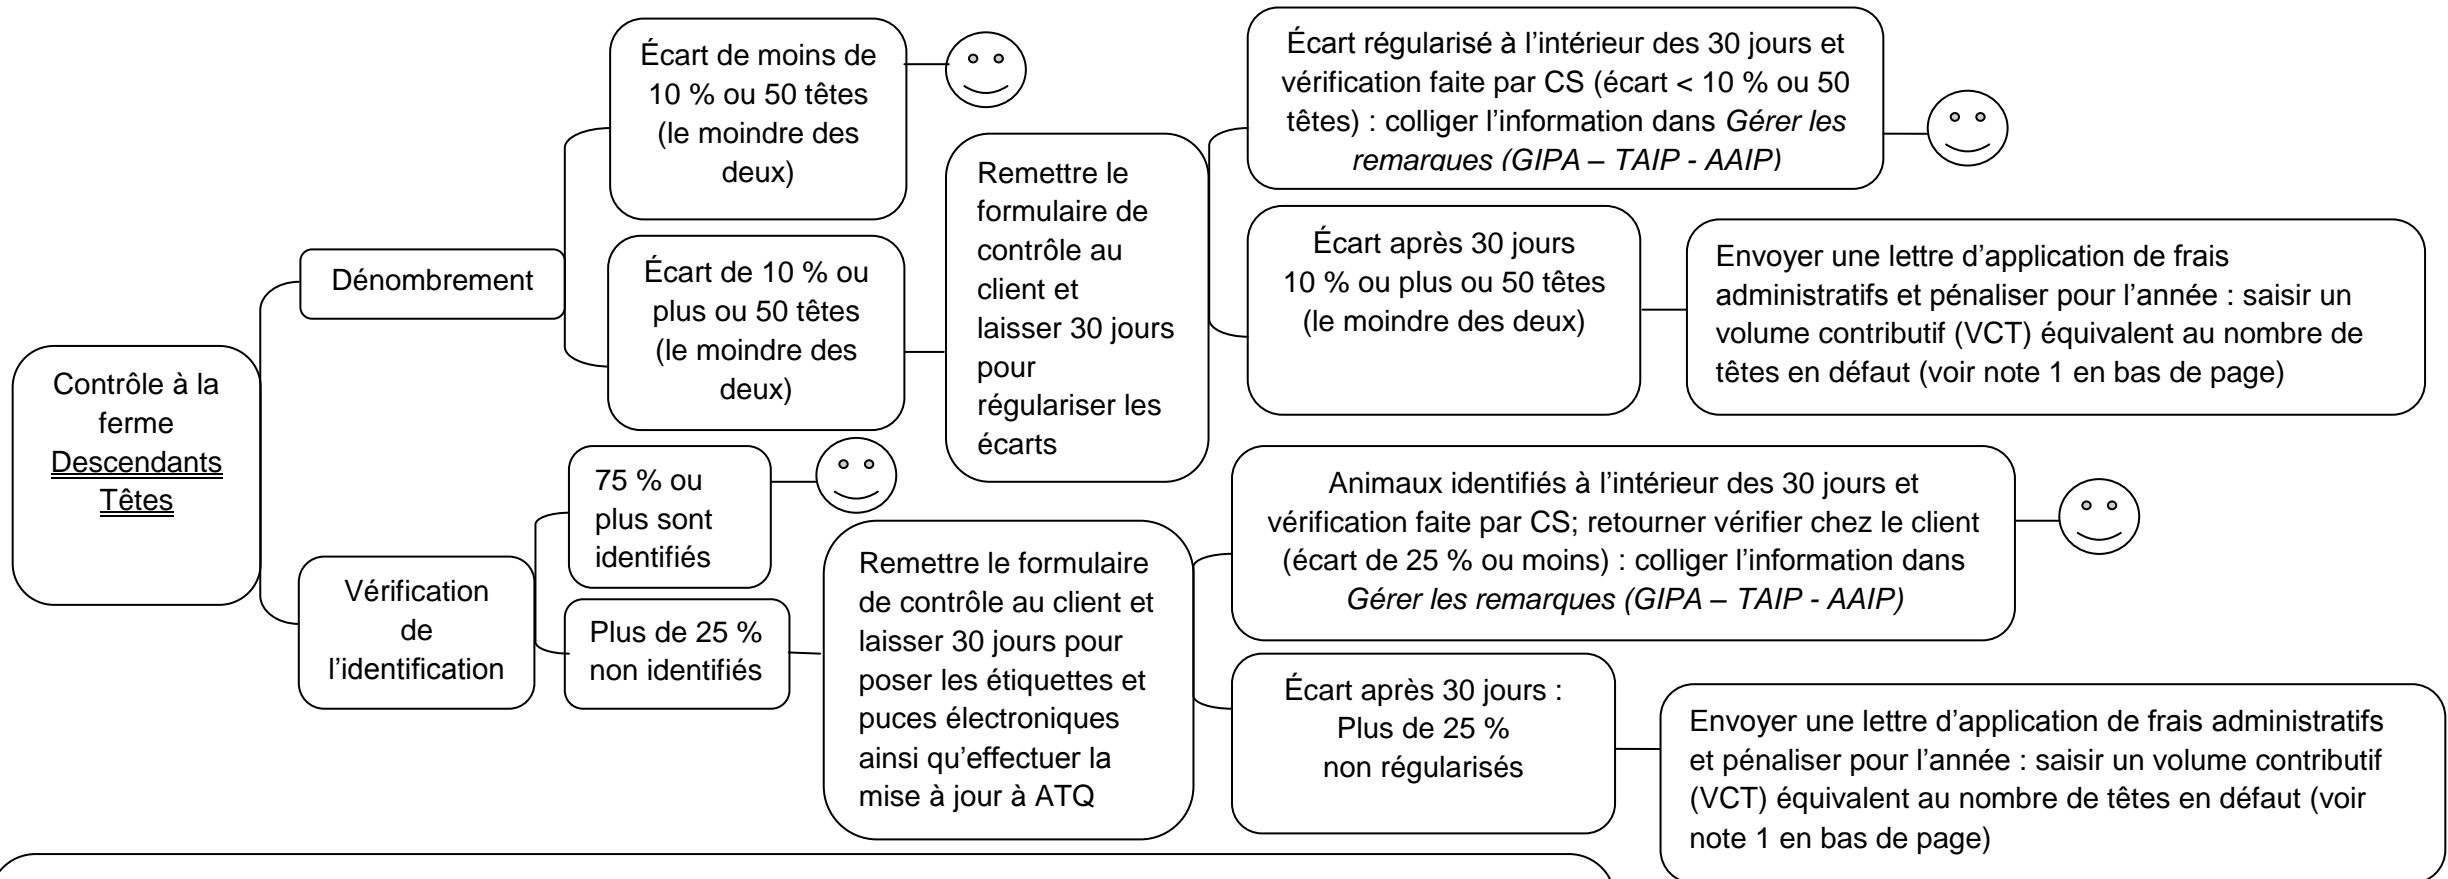 Contrôle à la
ferme
Descendants
Têtes
Dénombrement
Écart de moins de
10 % ou 50 têtes
(le moindre des
deux)
Écart de 10 % ou
plus ou 50 têtes
(le moindre des
deux)
Remettre le
formulaire de
contrôle au
client et
laisser 30 jours
pour
régulariser les
écarts
Écart régularisé à l’intérieur des 30 jours et
vérification faite par CS (écart < 10 % ou 50
têtes) : colliger l’information dans Gérer les
remarques (GIPA – TAIP - AAIP)
Écart après 30 jours
10 % ou plus ou 50 têtes
(le moindre des deux)
Envoyer une lettre d’application de frais
administratifs et pénaliser pour l’année : saisir un
volume contributif (VCT) équivalent au nombre de
têtes en défaut (voir note 1 en bas de page)
Vérification
de
l’identification
75 % ou
plus sont
identifiés
Plus de 25 %
non identifiés
Remettre le formulaire
de contrôle au client et
laisser 30 jours pour
poser les étiquettes et
puces électroniques
ainsi qu’effectuer la
mise à jour à ATQ
Animaux identifiés à l’intérieur des 30 jours et
vérification faite par CS; retourner vérifier chez le client
(écart de 25 % ou moins) : colliger l’information dans
Gérer les remarques (GIPA – TAIP - AAIP)
Écart après 30 jours :
Plus de 25 %
non régularisés
Envoyer une lettre d’application de frais administratifs
et pénaliser pour l’année : saisir un volume contributif
(VCT) équivalent au nombre de têtes en défaut (voir
note 1 en bas de page)